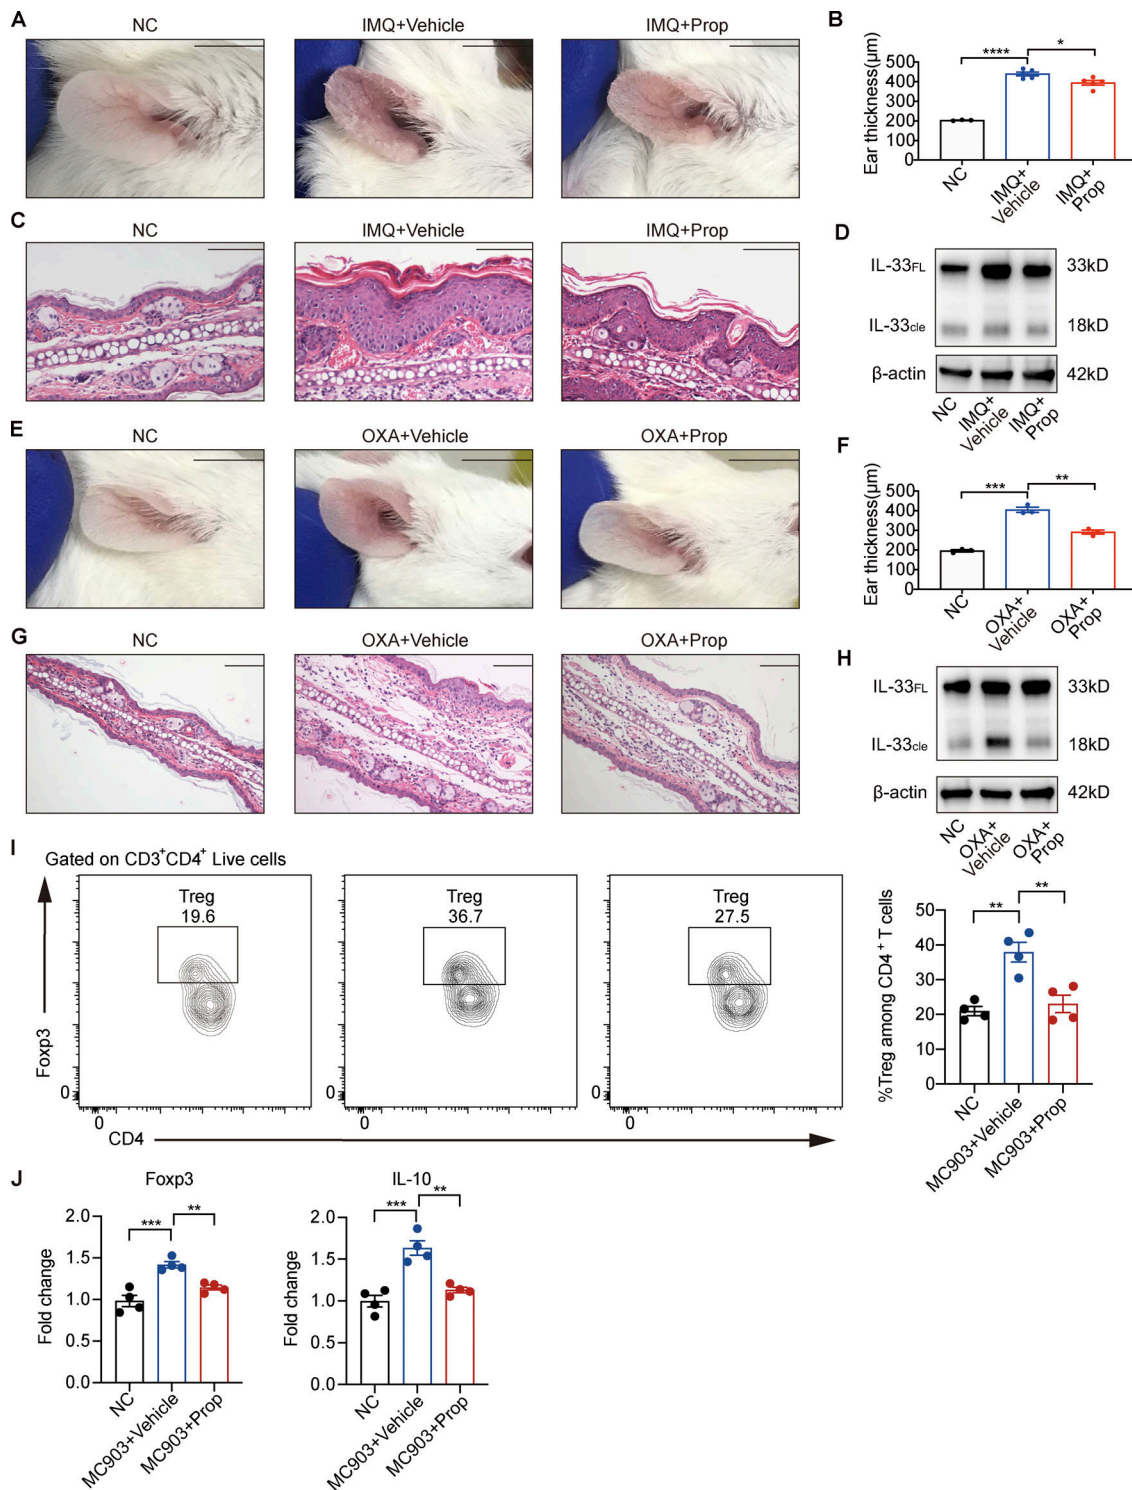 A
NC
IMQ+Vehicle
IMQ+Prop
B
Ear thickness(μm)
500
400
300
200
100
0
****
*
NC
IMQ+
Vehicle
IMQ+
Prop
C
NC
IMQ+Vehicle
IMQ+Prop
D
IL-33FL
33kD
IL-33cle
18kD
β-actin
42kD
NC
IMQ+
Vehicle
IMQ+
Prop
E
NC
OXA+Vehicle
OXA+Prop
F
Ear thickness(μm)
500
400
300
200
100
0
***
**
NC
OXA+
Vehicle
OXA+
Prop
G
NC
OXA+Vehicle
OXA+Prop
H
IL-33FL
33kD
IL-33cle
18kD
β-actin
42kD
NC
OXA+
Vehicle
OXA+
Prop
I
Gated on CD3+CD4+ Live cells
Treg
19.6
Treg
36.7
Treg
27.5
Foxp3
0
0
0
0
0
0
CD4
%Treg among CD4+ T cells
50
40
30
20
10
0
**
**
NC
MC903+Vehicle
MC903+Prop
J
Foxp3
Fold change
2.0
1.5
1.0
0.5
0.0
***
**
NC
MC903+Vehicle
MC903+Prop
IL-10
Fold change
2.0
1.5
1.0
0.5
0.0
***
**
NC
MC903+Vehicle
MC903+Prop